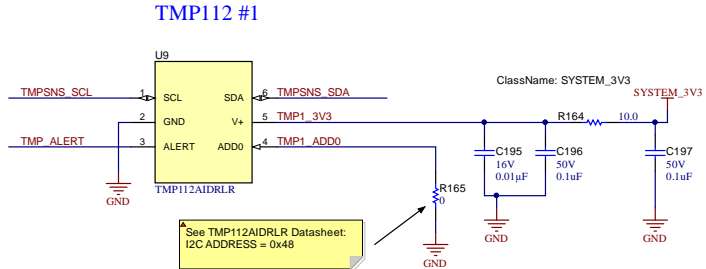 TMP112 #1
U9
TMPSNS_SCL 1 SCL SDA 6 TMPSNS_SDA
2 GND V+ 5 TMP1_3V3
TMP_ALERT 3 ALERT ADD0 4 TMP1_ADD0
TMP112AIDRLR
GND
ClassName: SYSTEM_3V3
SYSTEM_3V3
R164 10.0
C195
16V
0.01µF
C196
50V
0.1uF
C197
50V
0.1uF
GND
GND
R165
0
GND
See TMP112AIDRLR Datasheet:
I2C ADDRESS = 0x48